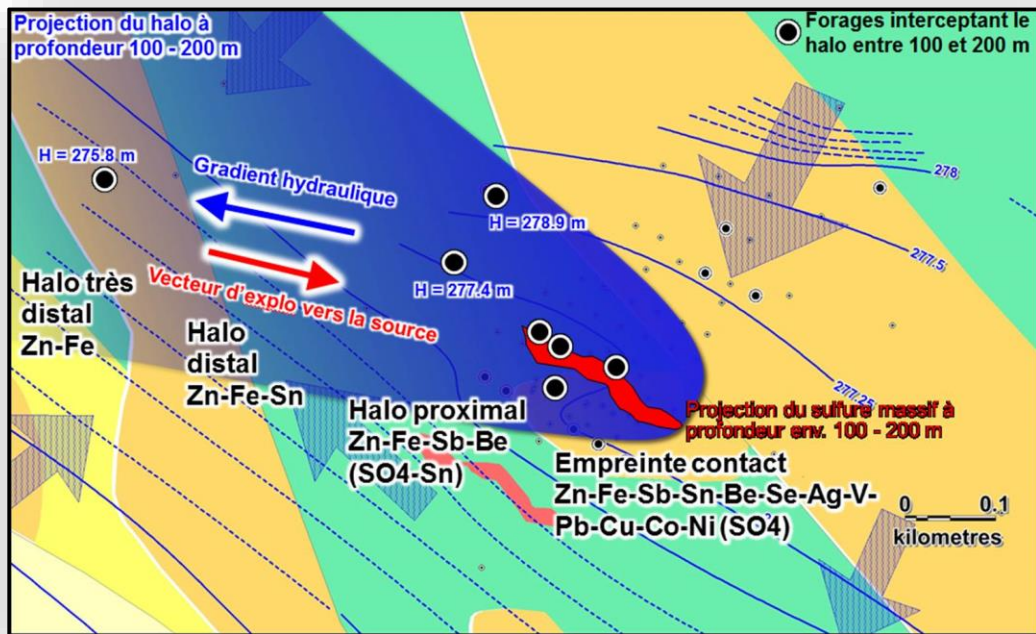 Projection du halo à
profondeur 100 - 200 m
Forages interceptant le
halo entre 100 et 200 m
H = 275.8 m
Gradient hydraulique
278
H = 278.9 m
277.5
Vecteur d'explo vers la source
H = 277.4 m
Halo très
distal
Zn-Fe
Halo
distal
Zn-Fe-Sn
277.25
Halo proximal
Zn-Fe-Sb-Be
(SO4-Sn)
Projection du sulfure massif à
profondeur env. 100 - 200 m
Empreinte contact
Zn-Fe-Sb-Sn-Be-Se-Ag-V-
Pb-Cu-Co-Ni (SO4)
0 0.1
kilometres